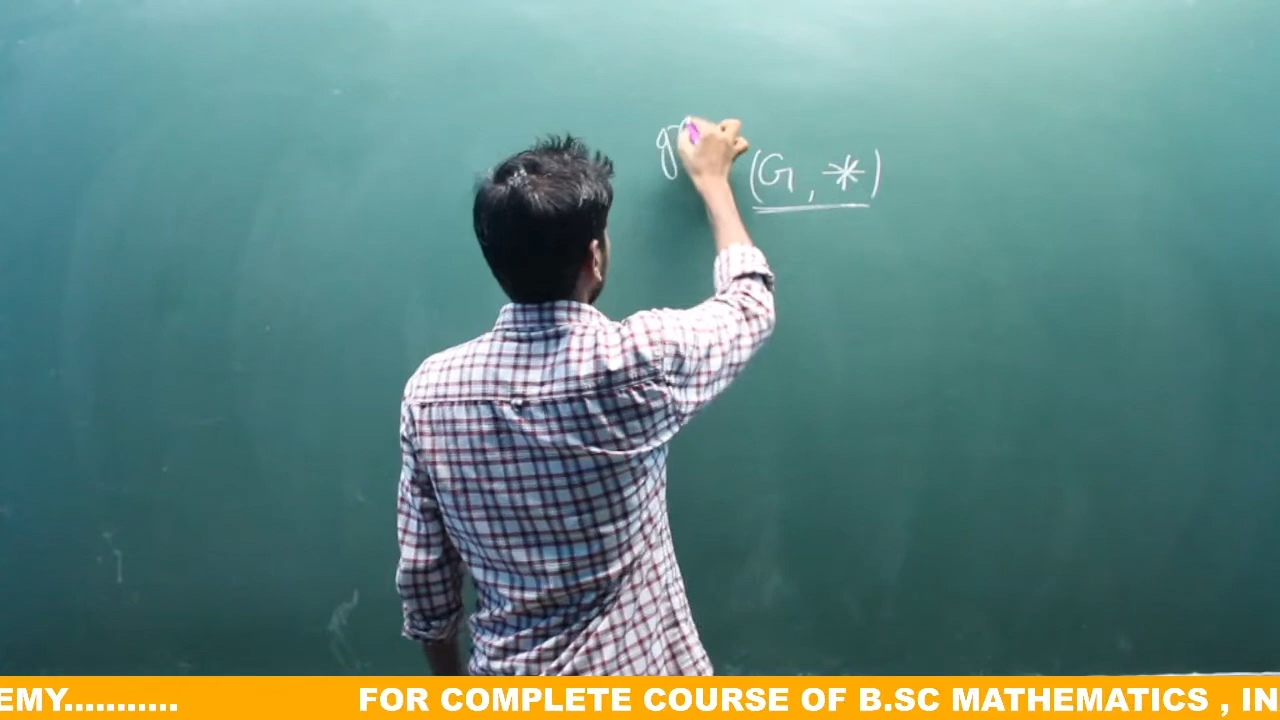 (G, *)
EMY........... FOR COMPLETE COURSE OF B.SC MATHEMATICS , IN